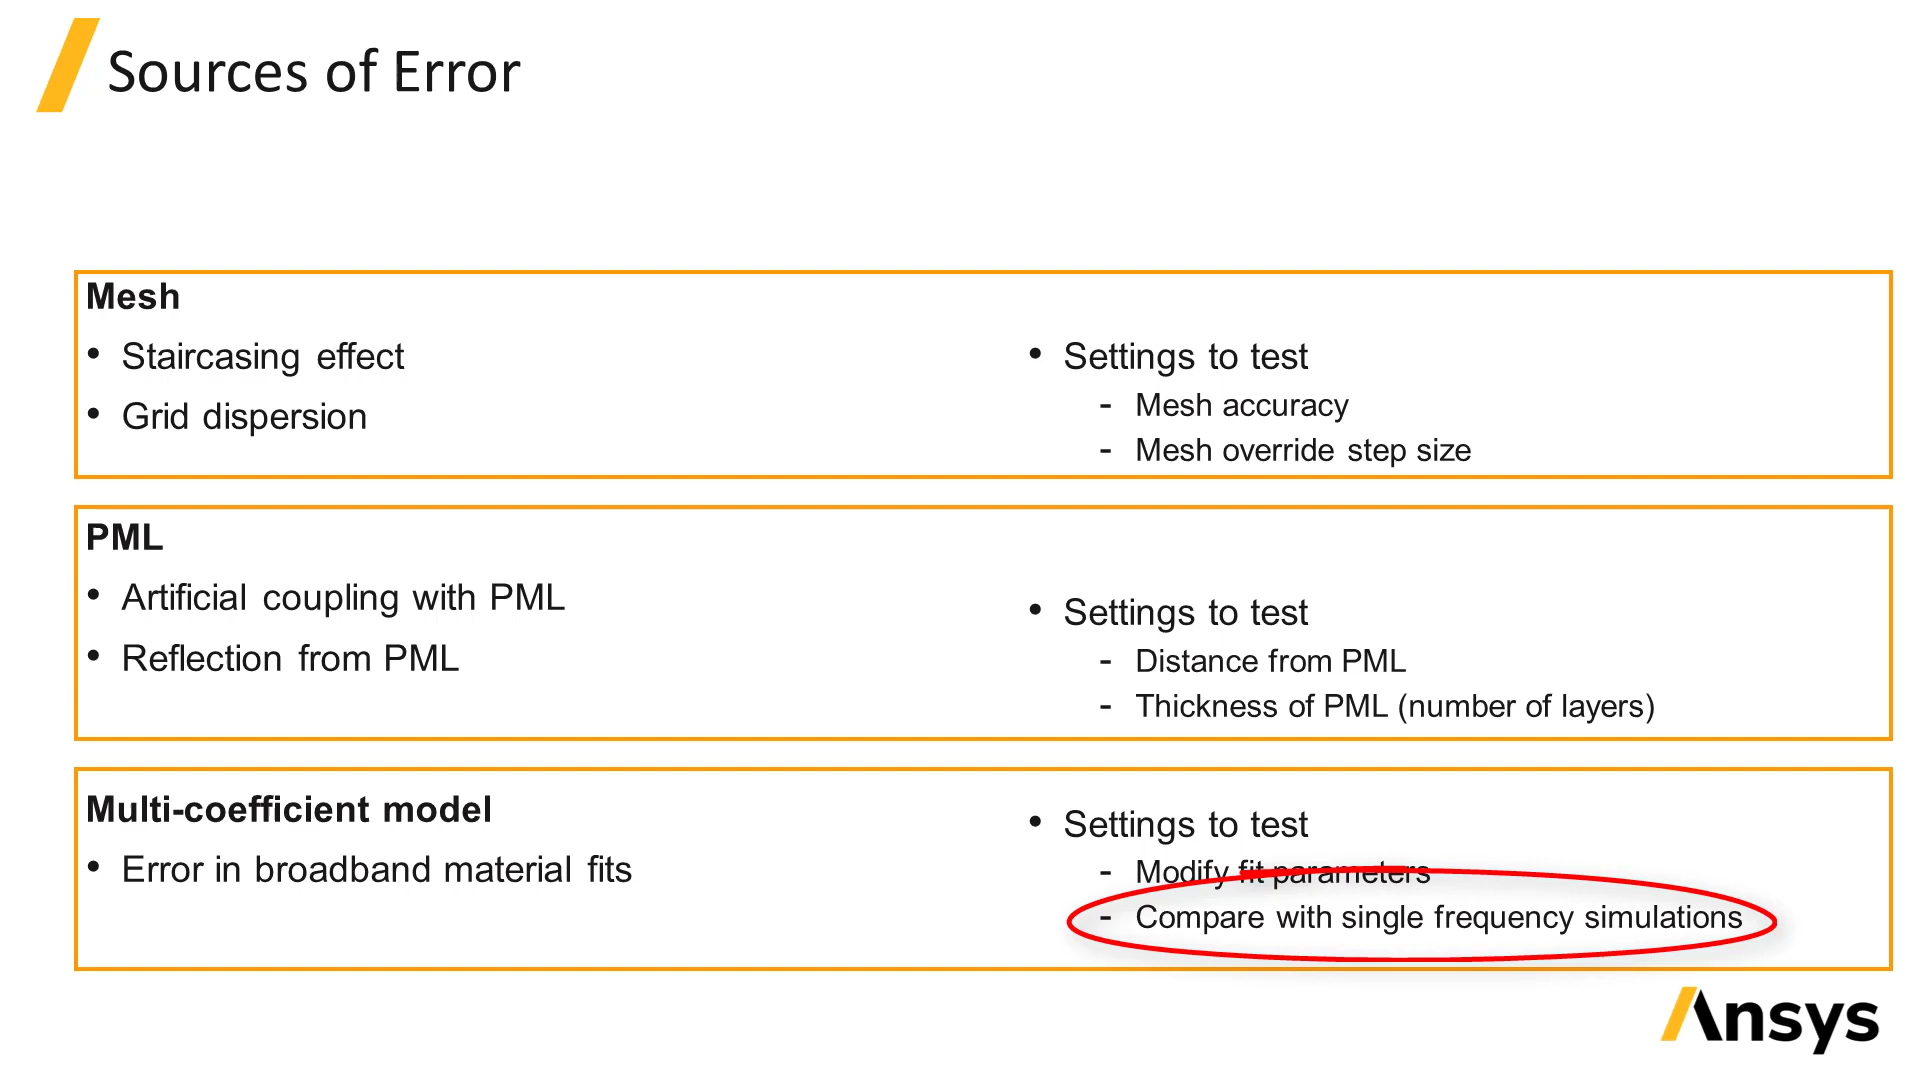 Sources of Error
Mesh
• Staircasing effect
• Grid dispersion
• Settings to test
- Mesh accuracy
- Mesh override step size
PML
• Artificial coupling with PML
• Reflection from PML
• Settings to test
- Distance from PML
- Thickness of PML (number of layers)
Multi-coefficient model
• Error in broadband material fits
• Settings to test
- Modify fit parameters
- Compare with single frequency simulations
Ansys